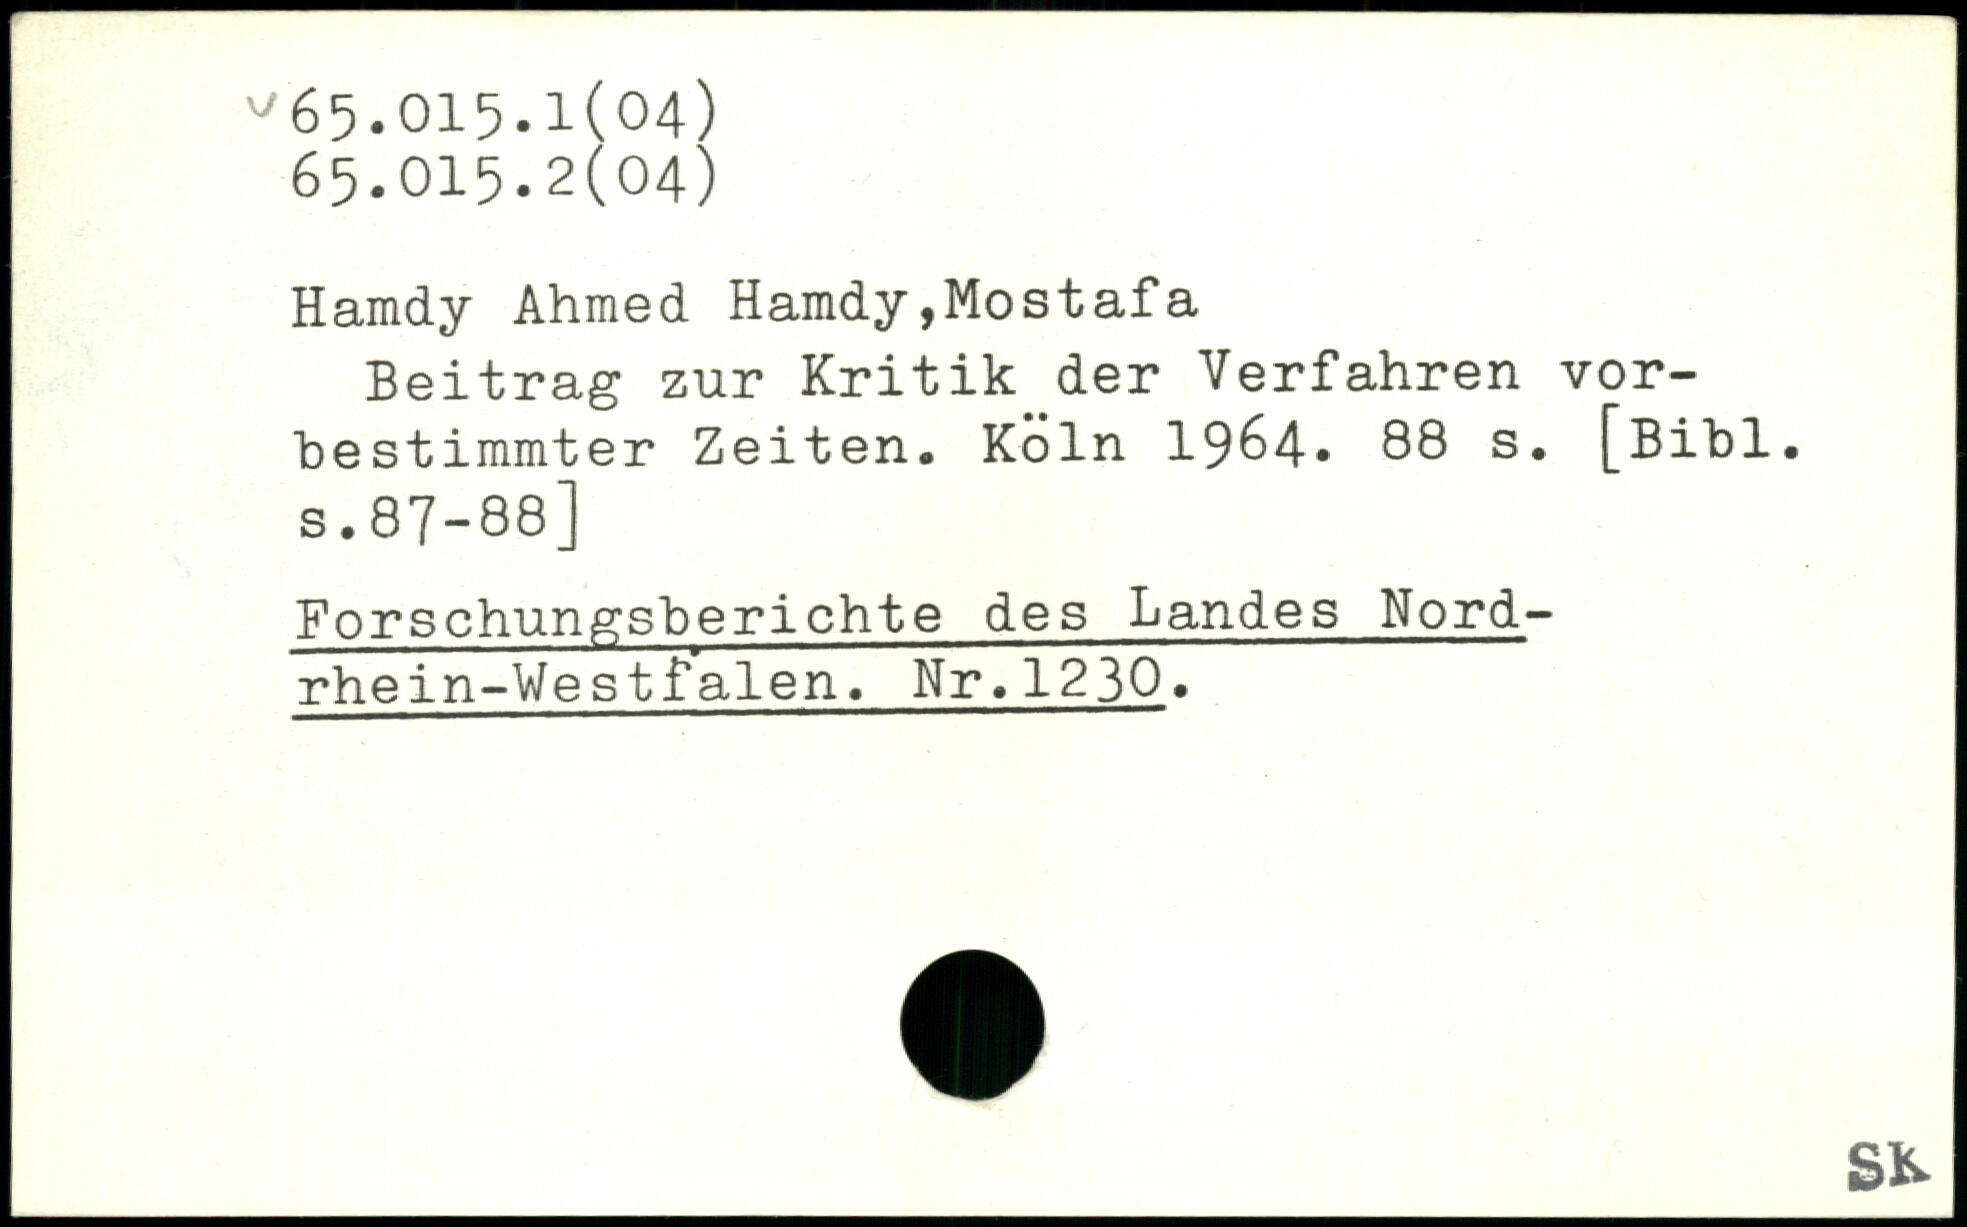 65.015.1(04)
65.015.2(04)
Hamdy Ahmed Hamdy,Mostafa
Beitrag zur Kritik der Verfahren vor-
bestimmter Zeiten. Köln 1964. 88 s. [Bibl.
s.87-88]
Forschungsberichte des Landes Nord-
rhein-Westfalen. Nr.1230.
Sk